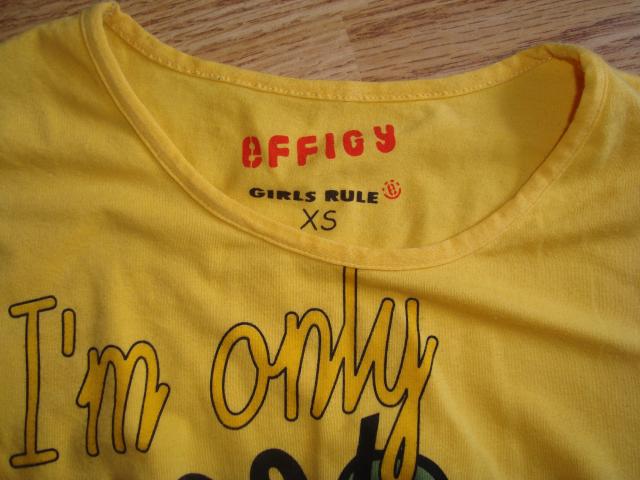 eFFIGY
GIRLS RULE
XS
I'm only